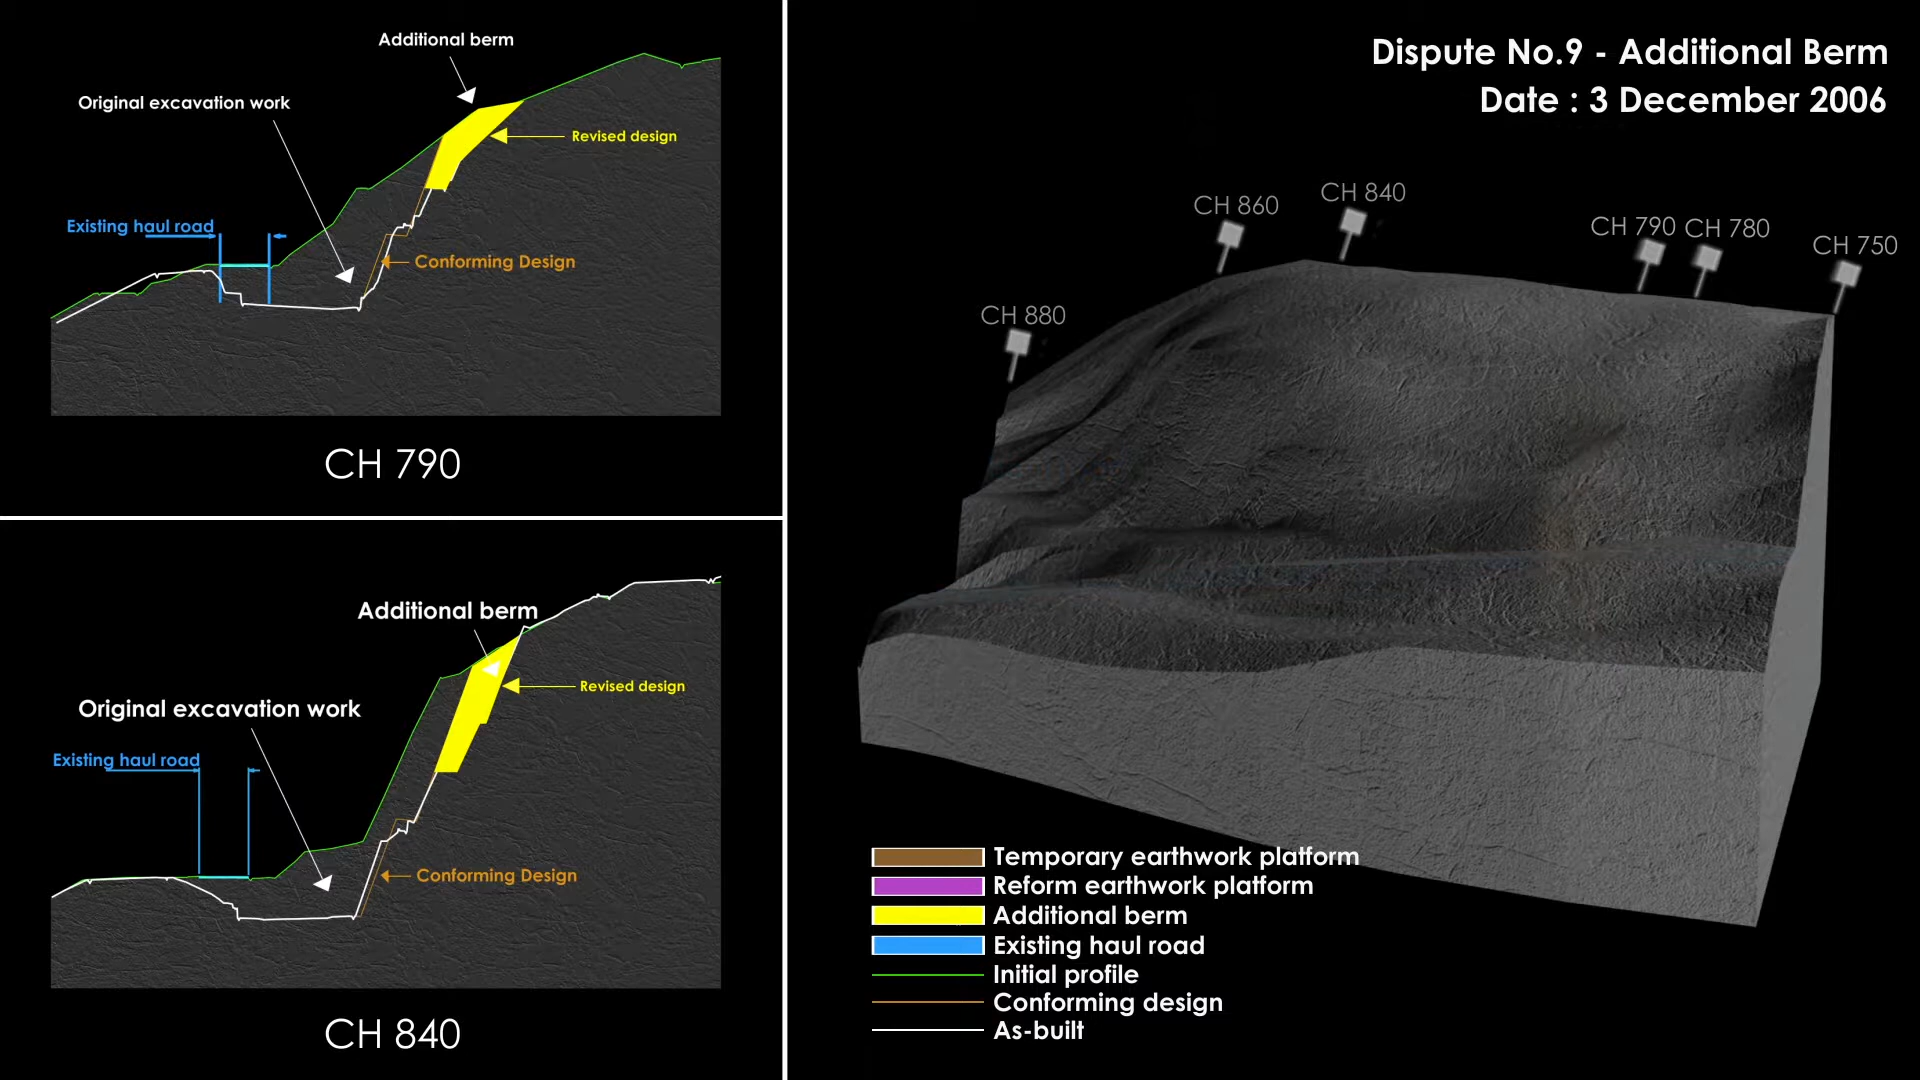 Additional berm
Original excavation work
Revised design
Existing haul road
Conforming Design
CH 790
Additional berm
Revised design
Original excavation work
Existing haul road
Conforming Design
CH 840
Dispute No.9 - Additional Berm
Date : 3 December 2006
CH 860
CH 840
CH 790
CH 780
CH 750
CH 880
Temporary earthwork platform
Reform earthwork platform
Additional berm
Existing haul road
Initial profile
Conforming design
As-built